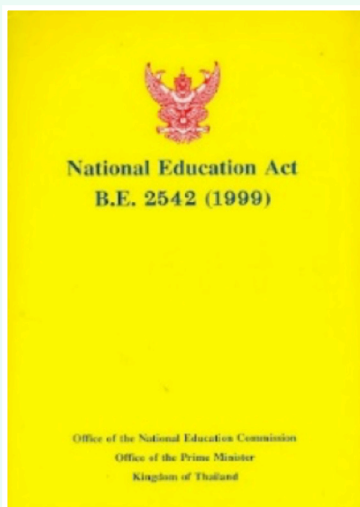 National Education Act
B.E. 2542 (1999)
Office of the National Education Commission
Office of the Prime Minister
Kingdom of Thailand